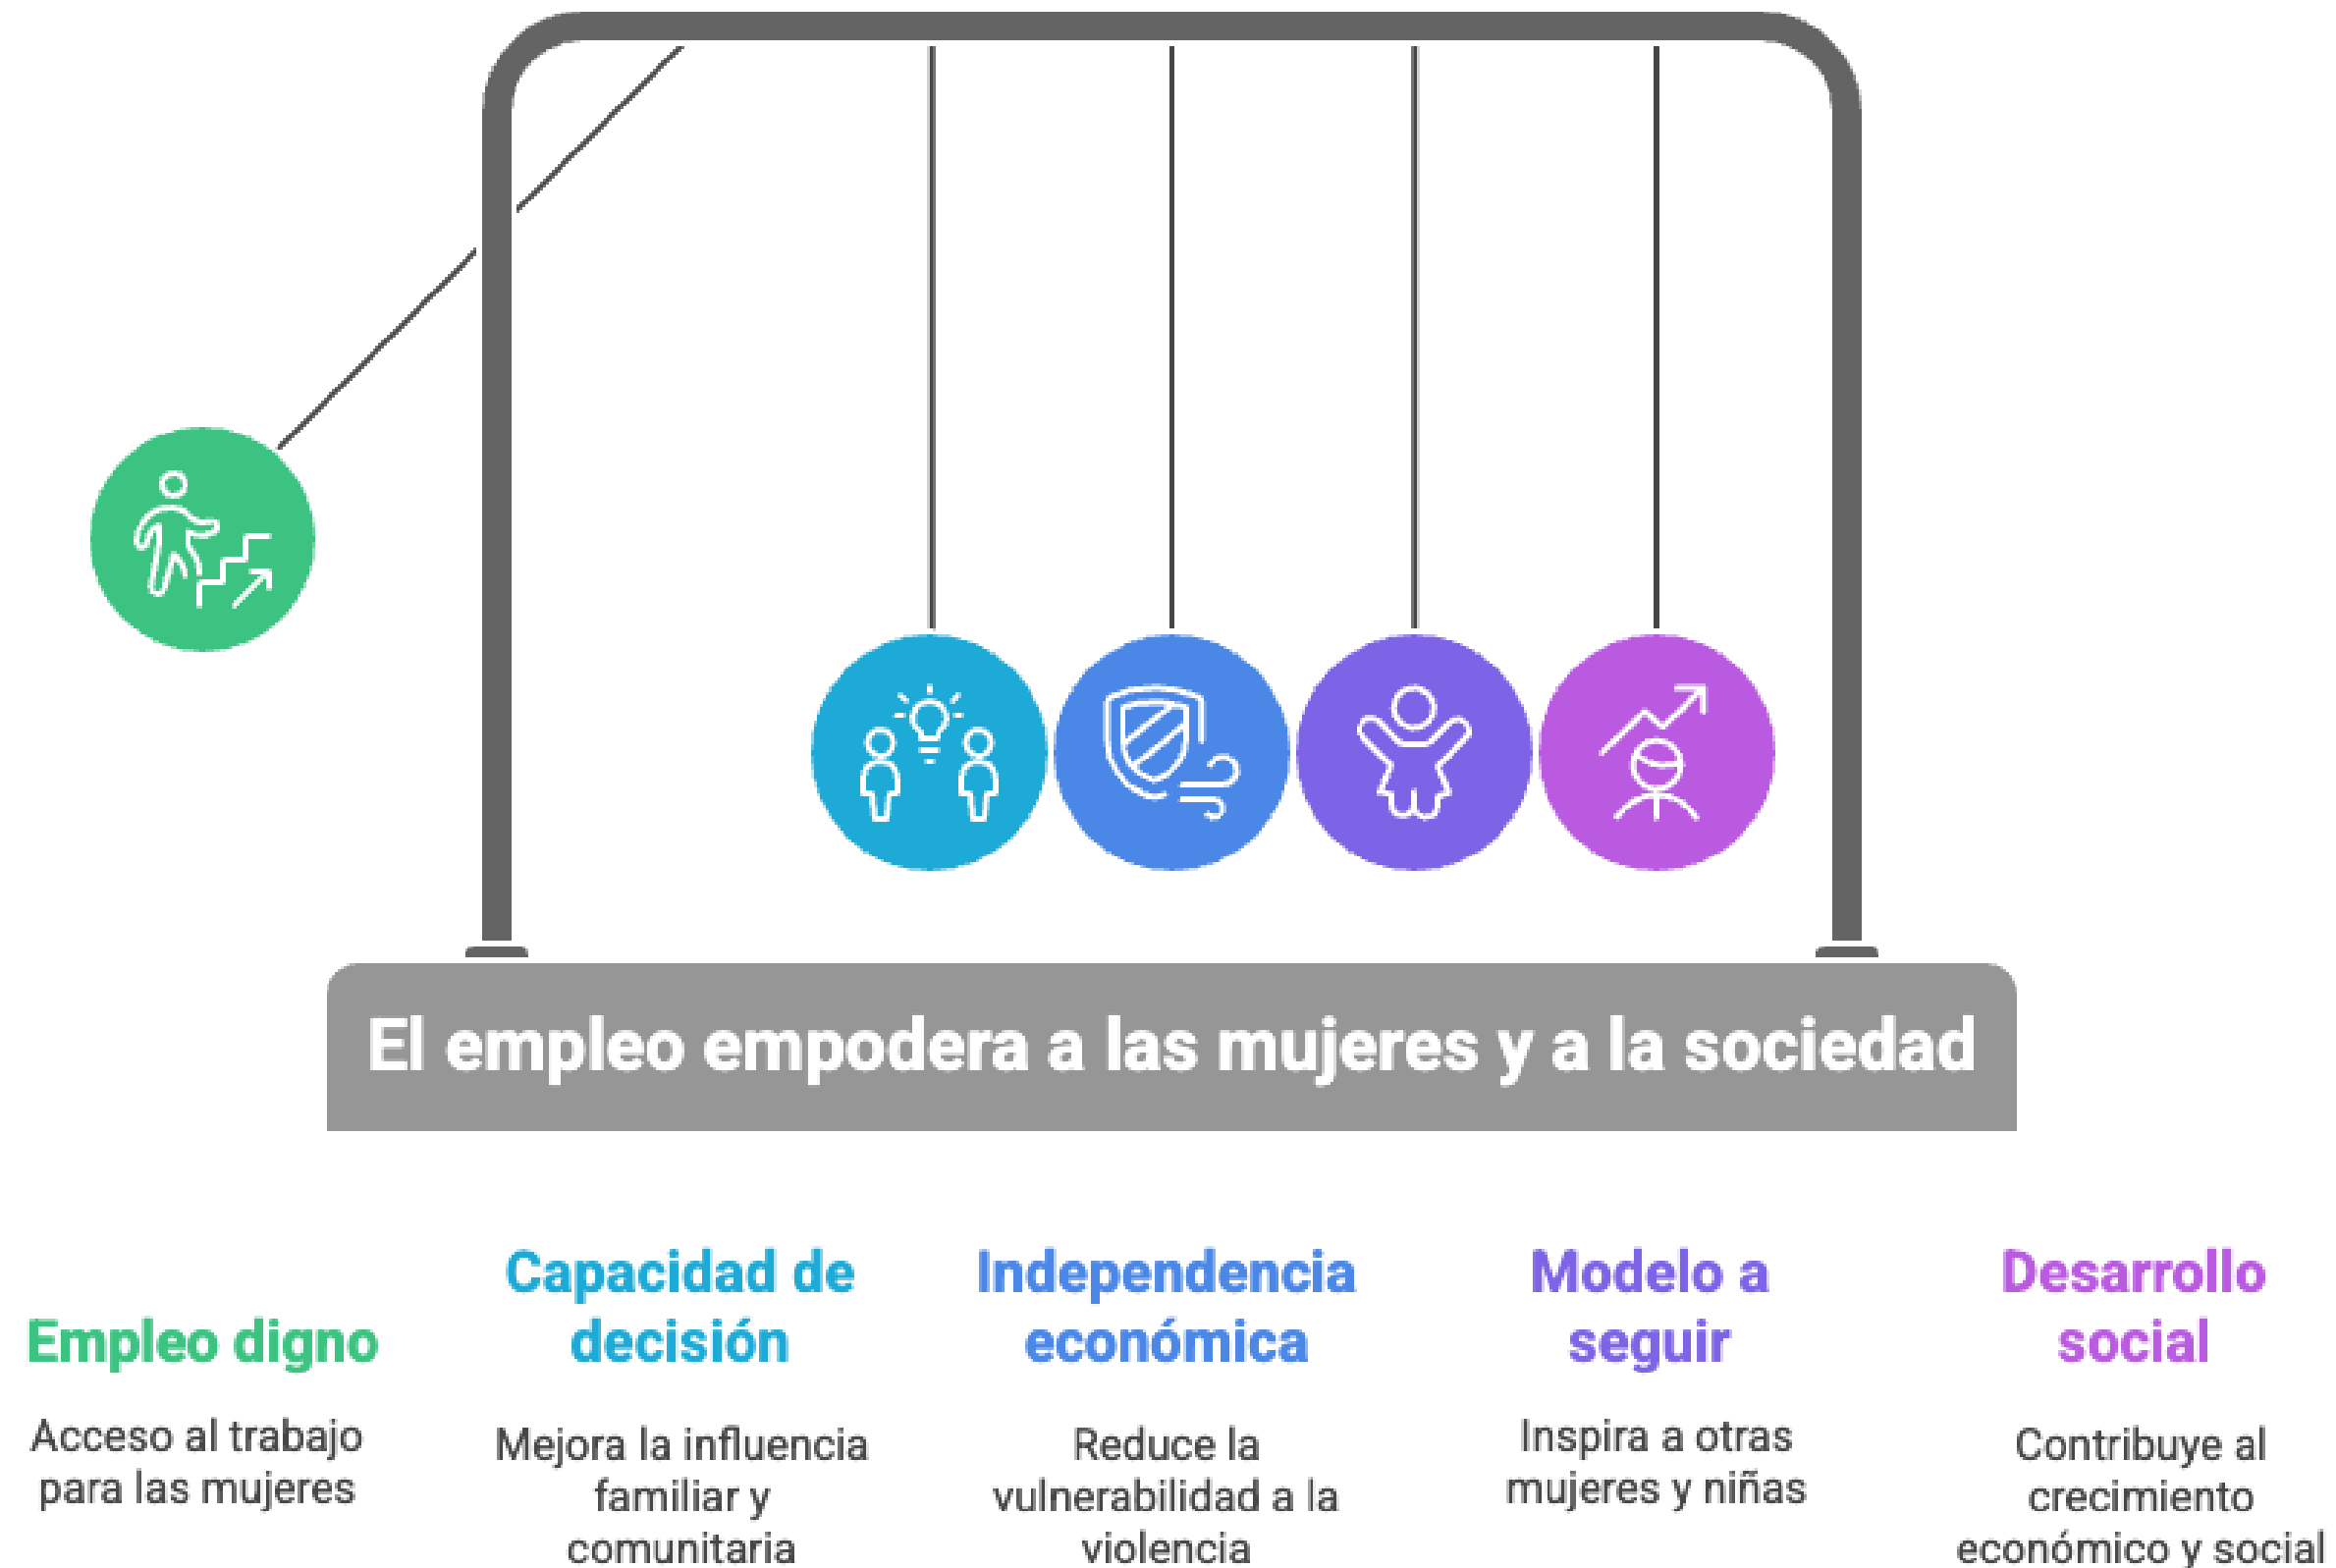 El empleo empodera a las mujeres y a la sociedad
Empleo digno
Acceso al trabajo
para las mujeres
Capacidad de
decisión
Mejora la influencia
familiar y
comunitaria
Independencia
económica
Reduce la
vulnerabilidad a la
violencia
Modelo a
seguir
Inspira a otras
mujeres y niñas
Desarrollo
social
Contribuye al
crecimiento
económico y social